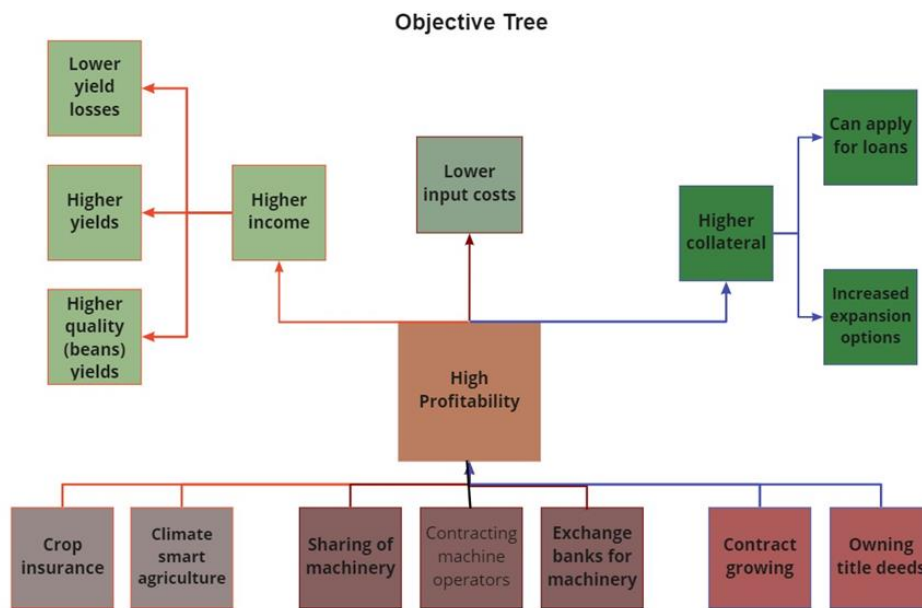 Objective Tree
Lower
yield
losses
Higher
yields
Higher
quality
(beans)
yields
Higher
income
Lower
input costs
Higher
collateral
Can apply
for loans
Increased
expansion
options
High
Profitability
Crop
insurance
Climate
smart
agriculture
Sharing of
machinery
Contracting
machine
operators
Exchange
banks for
machinery
Contract
growing
Owning
title deeds